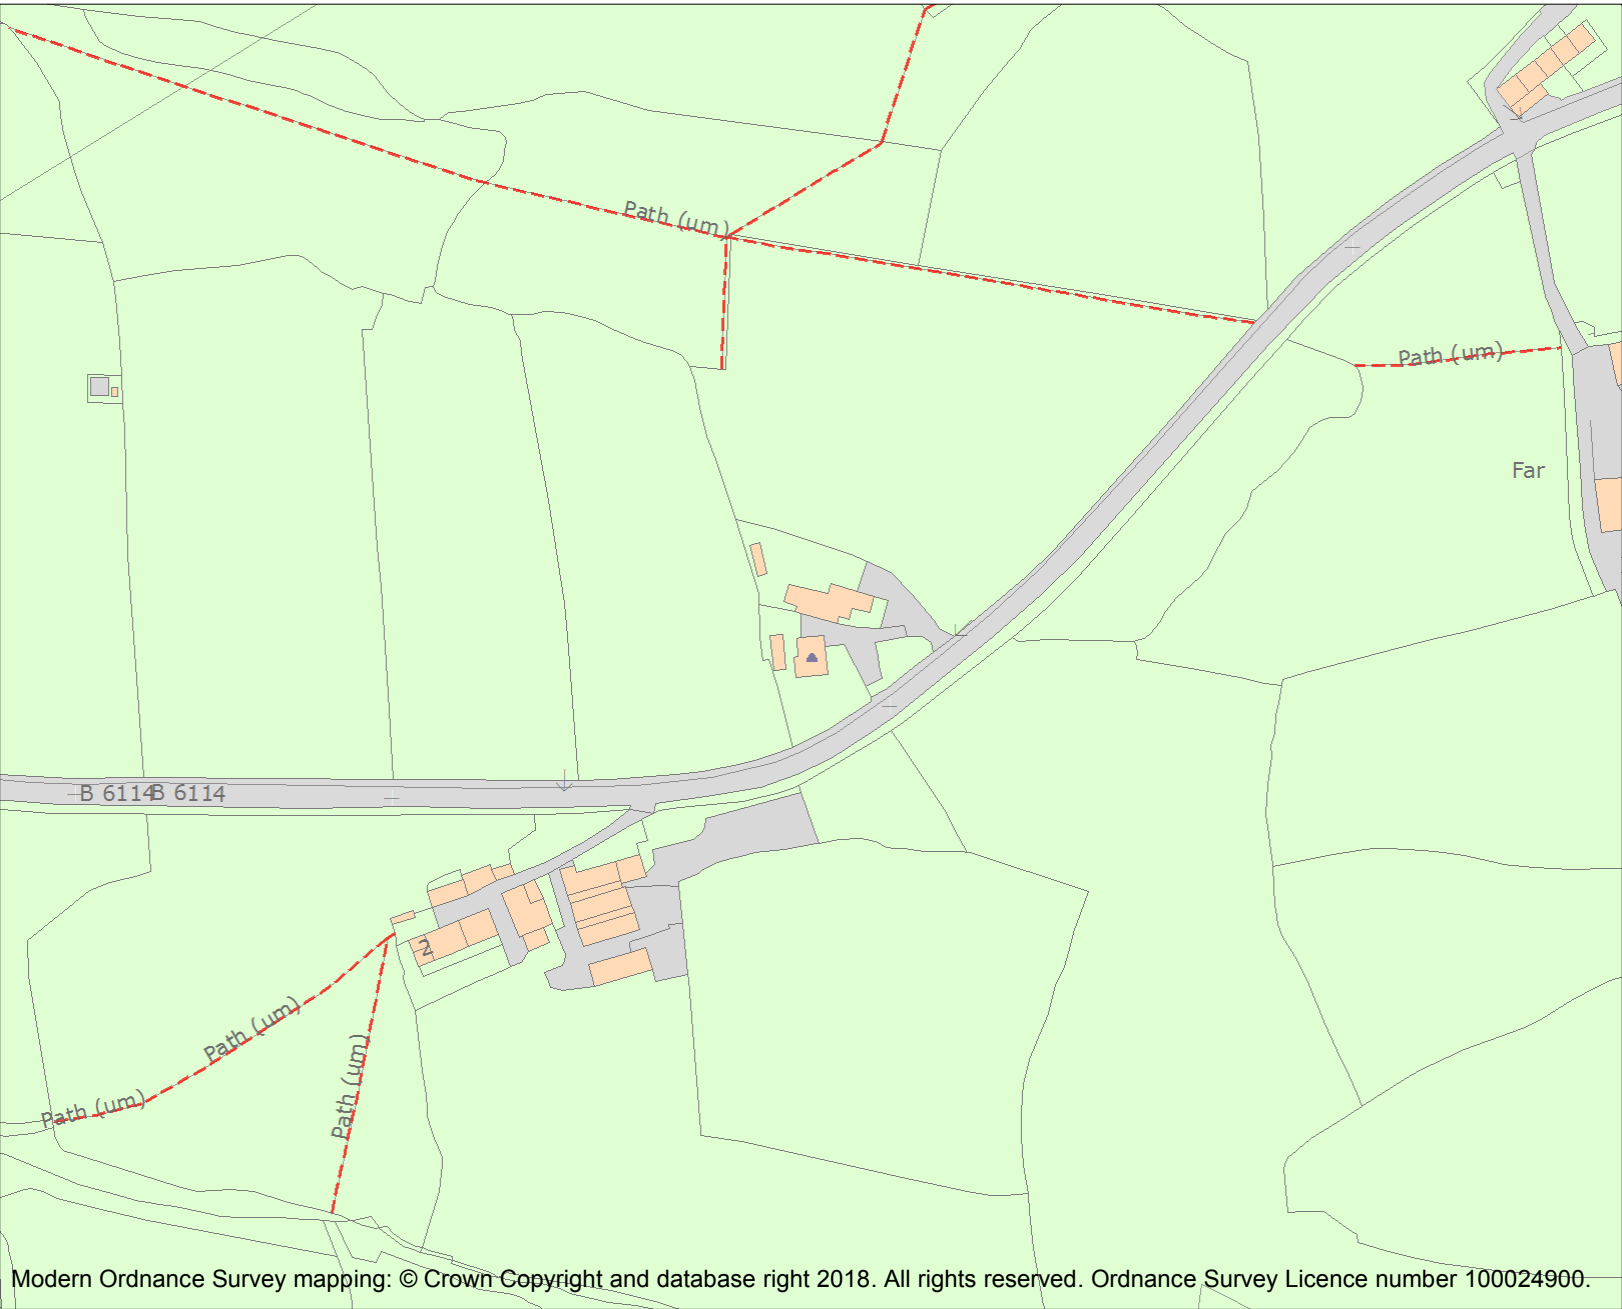 Path (um)
Path (um)
Far
B 6114
B 6114
2
Path (um)
Path (um)
Path (um)
Modern Ordnance Survey mapping: © Crown Copyright and database right 2018. All rights reserved. Ordnance Survey Licence number 100024900.